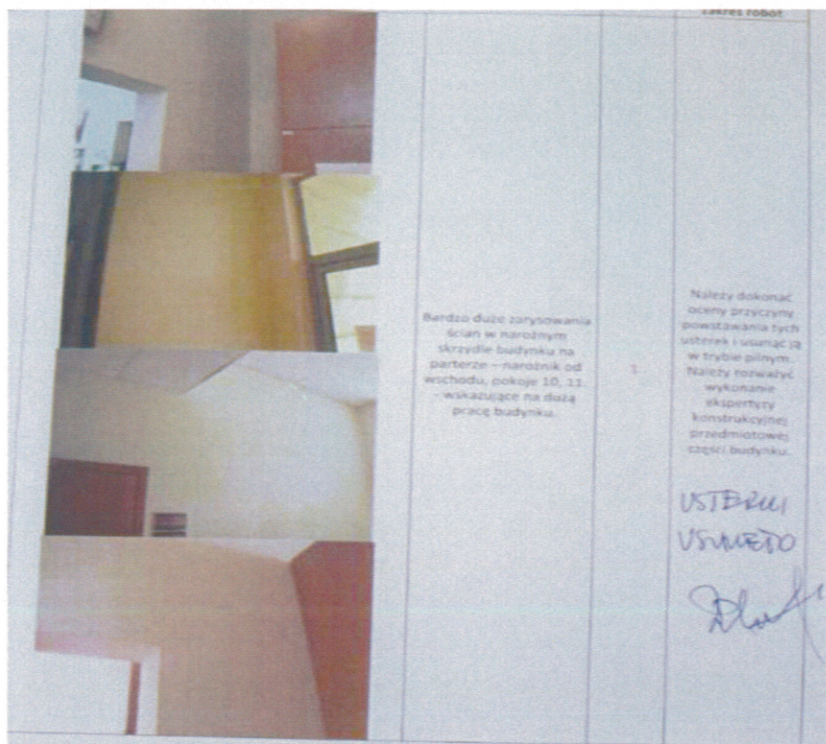 zakres robót
Bardzo duże zarysowania
ścian w narożnym
skrzydle budynku na
parterze – narożnik od
wschodu, pokoje 10, 11.
- wskazujące na dużą
pracę budynku.
1
Należy dokonać
oceny przyczyny
powstawania tych
usterek i usunąć ją
w trybie pilnym.
Należy rozważyć
wykonanie
ekspertyzy
konstrukcyjnej
przedmiotowej
części budynku.
USTERKI
USUNIĘTO